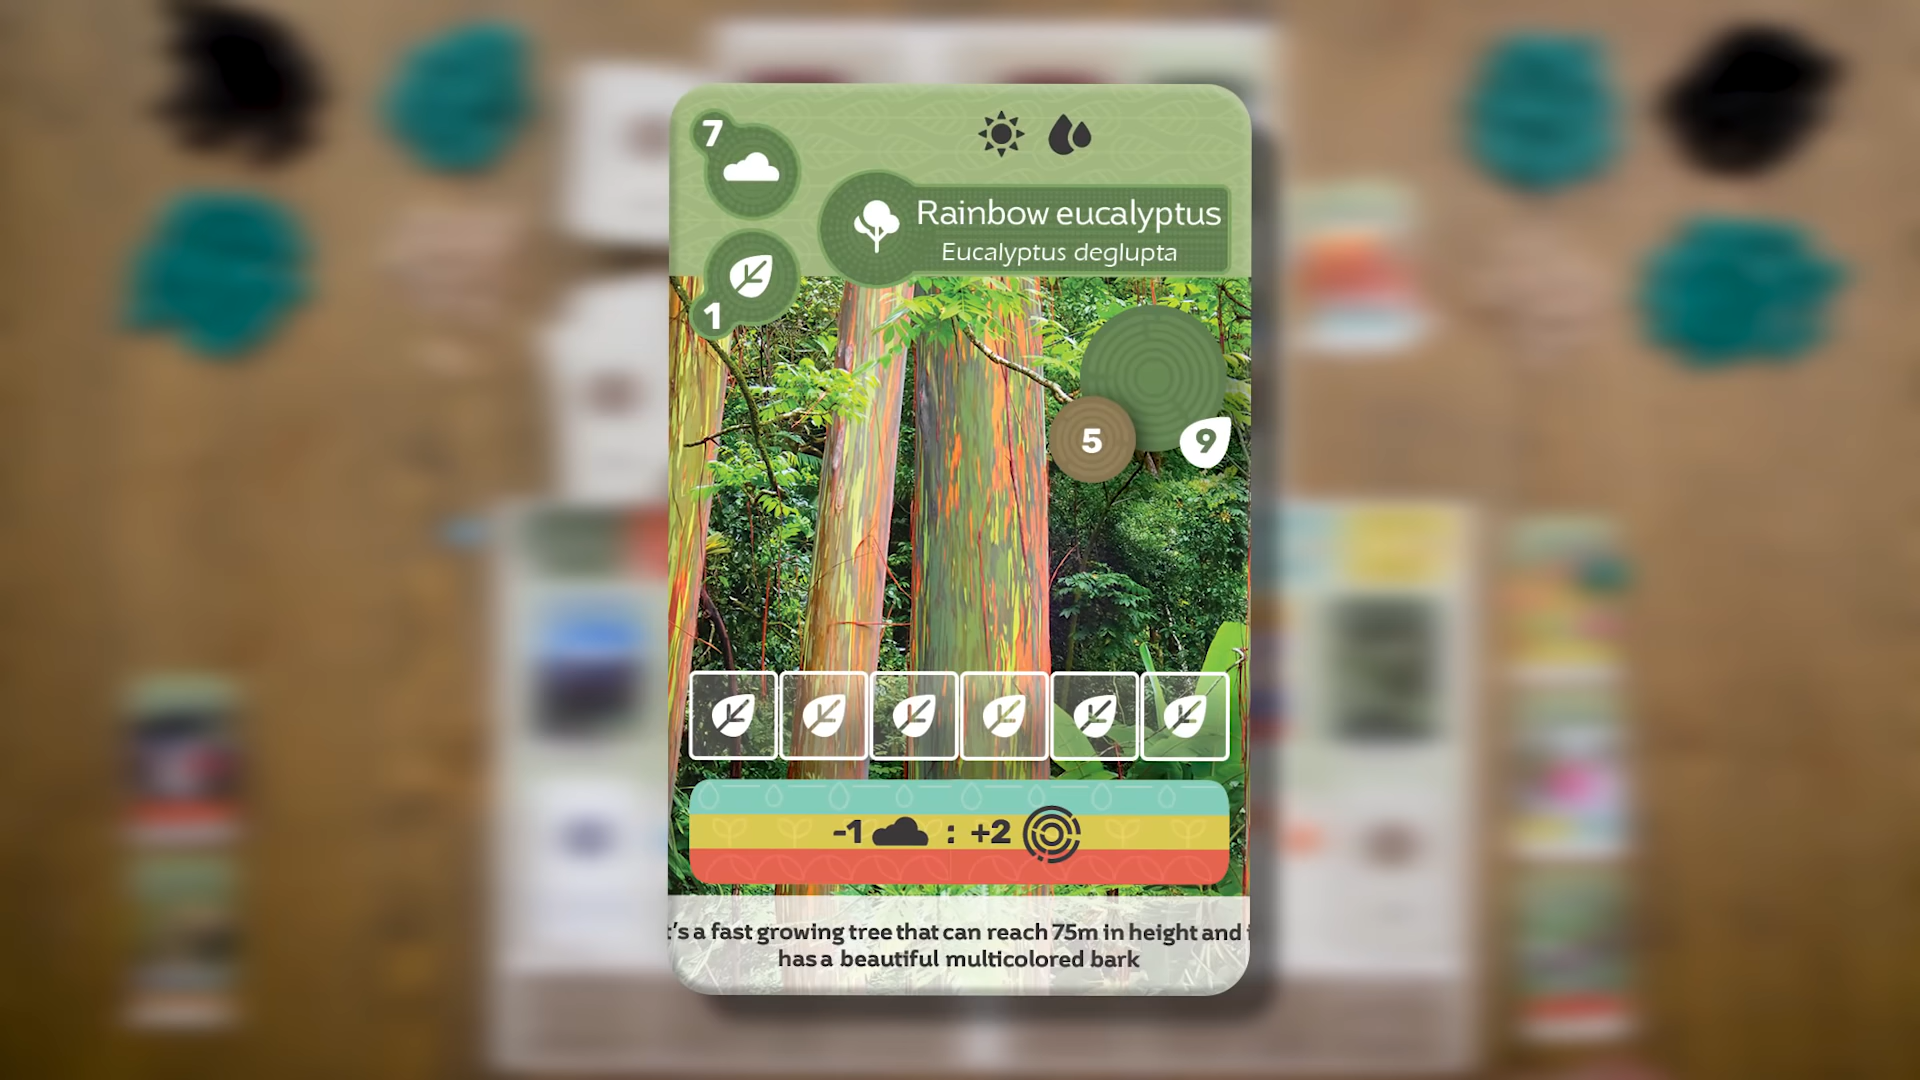 7
1
Rainbow eucalyptus
Eucalyptus deglupta
5
9
-1 : +2
t's a fast growing tree that can reach 75m in height and i
has a beautiful multicolored bark